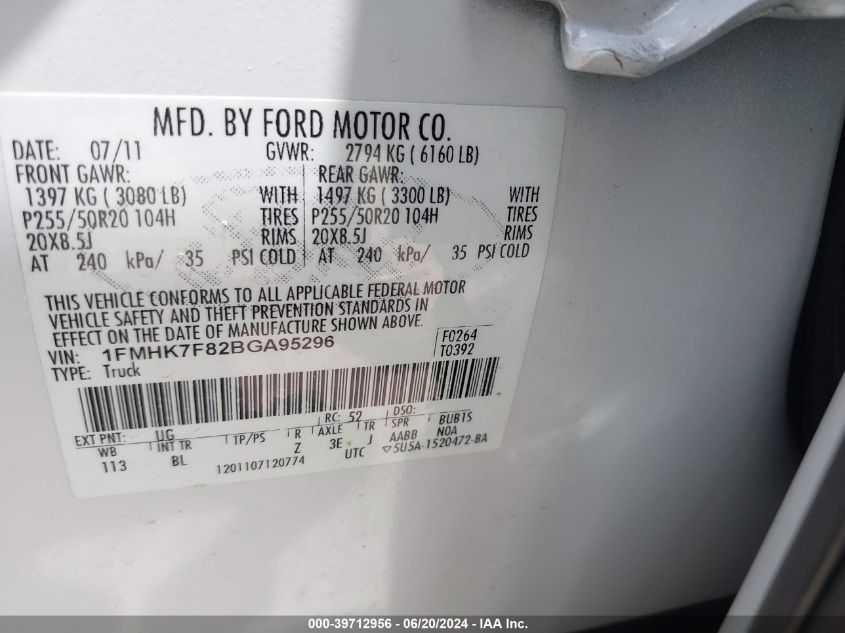 MFD. BY FORD MOTOR CO.
DATE: 07/11 GVWR: 2794 KG ( 6160 LB)
FRONT GAWR: REAR GAWR:
1397 KG ( 3080 LB) WITH 1497 KG ( 3300 LB) WITH
P255/50R20 104H TIRES P255/50R20 104H TIRES
20X8.5J RIMS 20X8.5J RIMS
AT 240 kPa/ 35 PSI COLD AT 240 kPa/ 35 PSI COLD
THIS VEHICLE CONFORMS TO ALL APPLICABLE FEDERAL MOTOR
VEHICLE SAFETY AND THEFT PREVENTION STANDARDS IN
EFFECT ON THE DATE OF MANUFACTURE SHOWN ABOVE.
VIN: 1FMHK7F82BGA95296 F0264
TYPE: Truck T0392
EXT PNT: UG RC: 52 DSO:
WB INT TR TP/PS R AXLE TR SPR BUB1S
113 BL Z 3E J AABB N0A
1201107120774 UTC ▽5U5A-1520472-BA
000-39712956 - 06/20/2024 - IAA Inc.